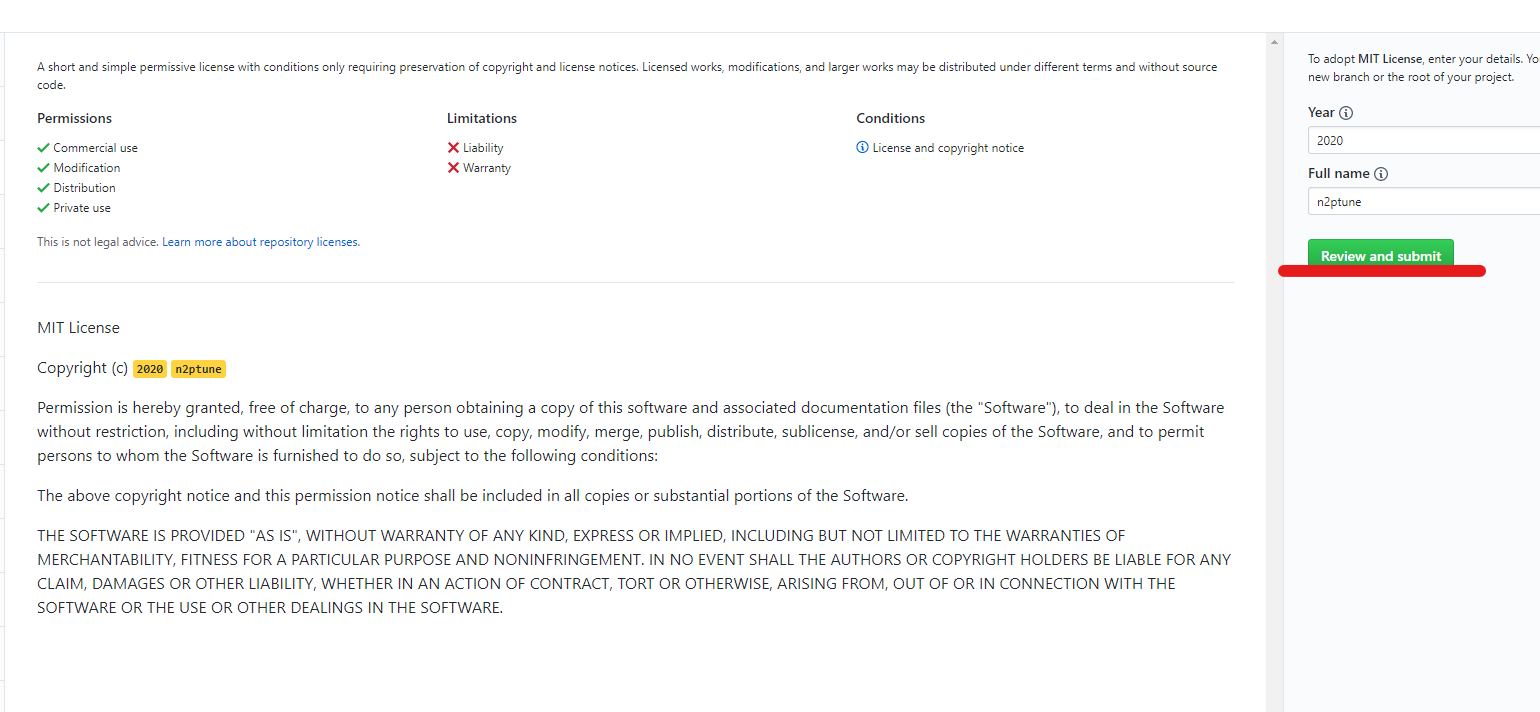 A short and simple permissive license with conditions only requiring preservation of copyright and license notices. Licensed works, modifications, and larger works may be distributed under different terms and without source
code.
Permissions
Commercial use
Modification
Distribution
Private use
Limitations
Liability
Warranty
Conditions
License and copyright notice
This is not legal advice. Learn more about repository licenses.
MIT License
Copyright (c) 2020 n2ptune
Permission is hereby granted, free of charge, to any person obtaining a copy of this software and associated documentation files (the "Software"), to deal in the Software
without restriction, including without limitation the rights to use, copy, modify, merge, publish, distribute, sublicense, and/or sell copies of the Software, and to permit
persons to whom the Software is furnished to do so, subject to the following conditions:
The above copyright notice and this permission notice shall be included in all copies or substantial portions of the Software.
THE SOFTWARE IS PROVIDED "AS IS", WITHOUT WARRANTY OF ANY KIND, EXPRESS OR IMPLIED, INCLUDING BUT NOT LIMITED TO THE WARRANTIES OF
MERCHANTABILITY, FITNESS FOR A PARTICULAR PURPOSE AND NONINFRINGEMENT. IN NO EVENT SHALL THE AUTHORS OR COPYRIGHT HOLDERS BE LIABLE FOR ANY
CLAIM, DAMAGES OR OTHER LIABILITY, WHETHER IN AN ACTION OF CONTRACT, TORT OR OTHERWISE, ARISING FROM, OUT OF OR IN CONNECTION WITH THE
SOFTWARE OR THE USE OR OTHER DEALINGS IN THE SOFTWARE.
To adopt MIT License, enter your details. Yo
new branch or the root of your project.
Year
2020
Full name
n2ptune
Review and submit